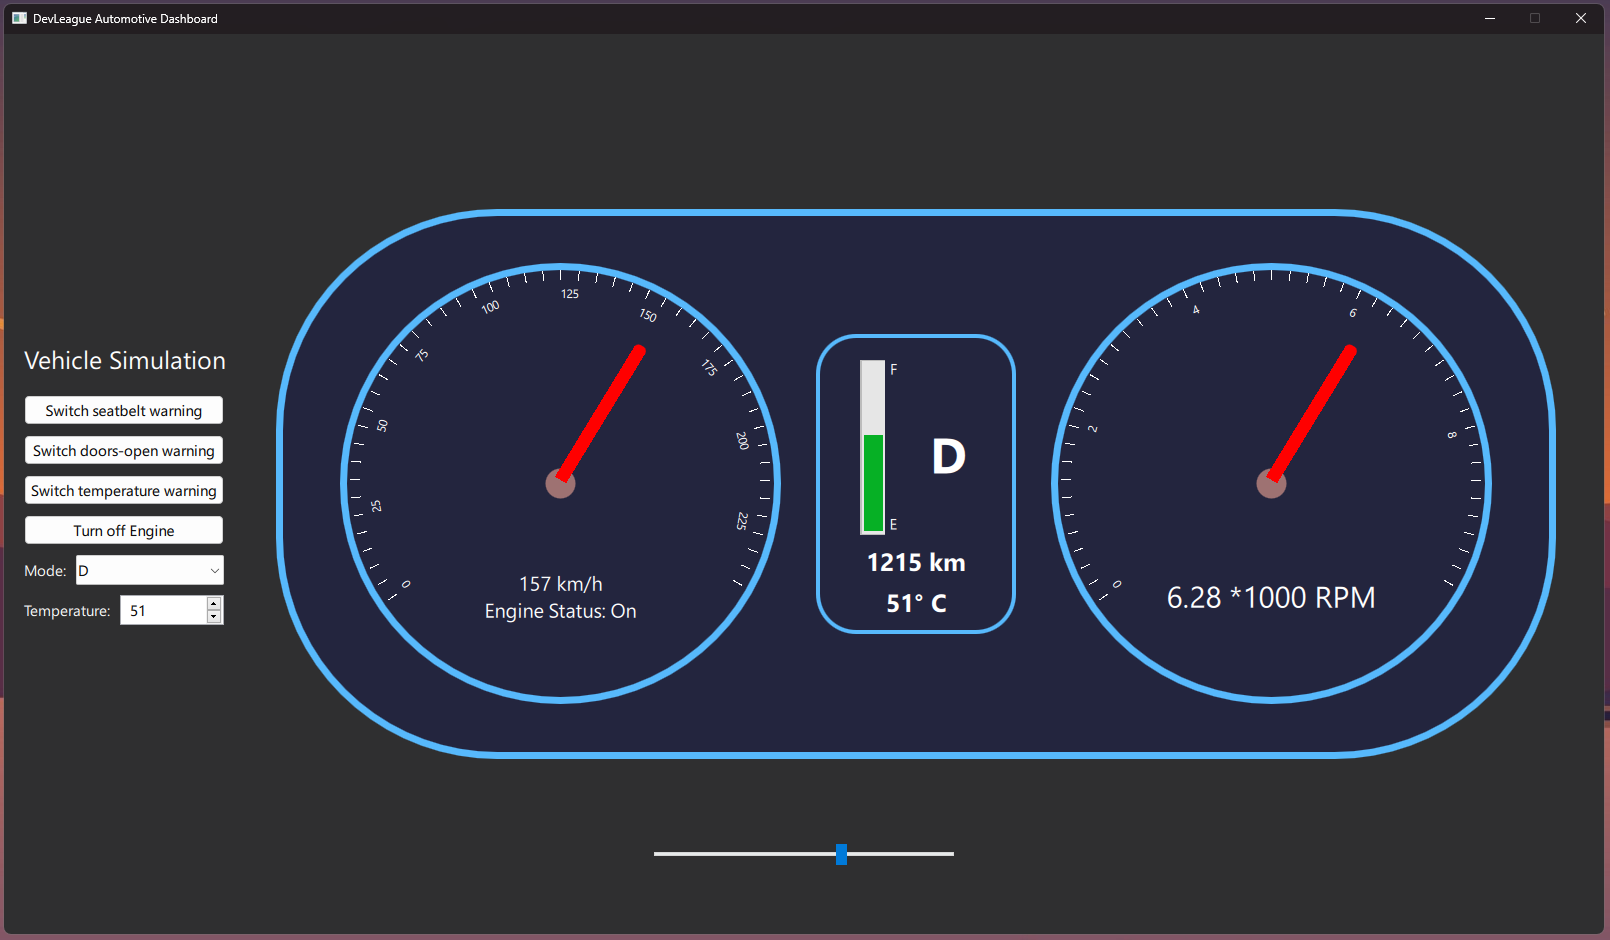 DevLeague Automotive Dashboard
Vehicle Simulation
Switch seatbelt warning
Switch doors-open warning
Switch temperature warning
Turn off Engine
Mode: D
Temperature: 51
0
25
50
75
100
125
150
175
200
225
157 km/h
Engine Status: On
F
D
E
1215 km
51° C
0
2
4
6
8
6.28 *1000 RPM